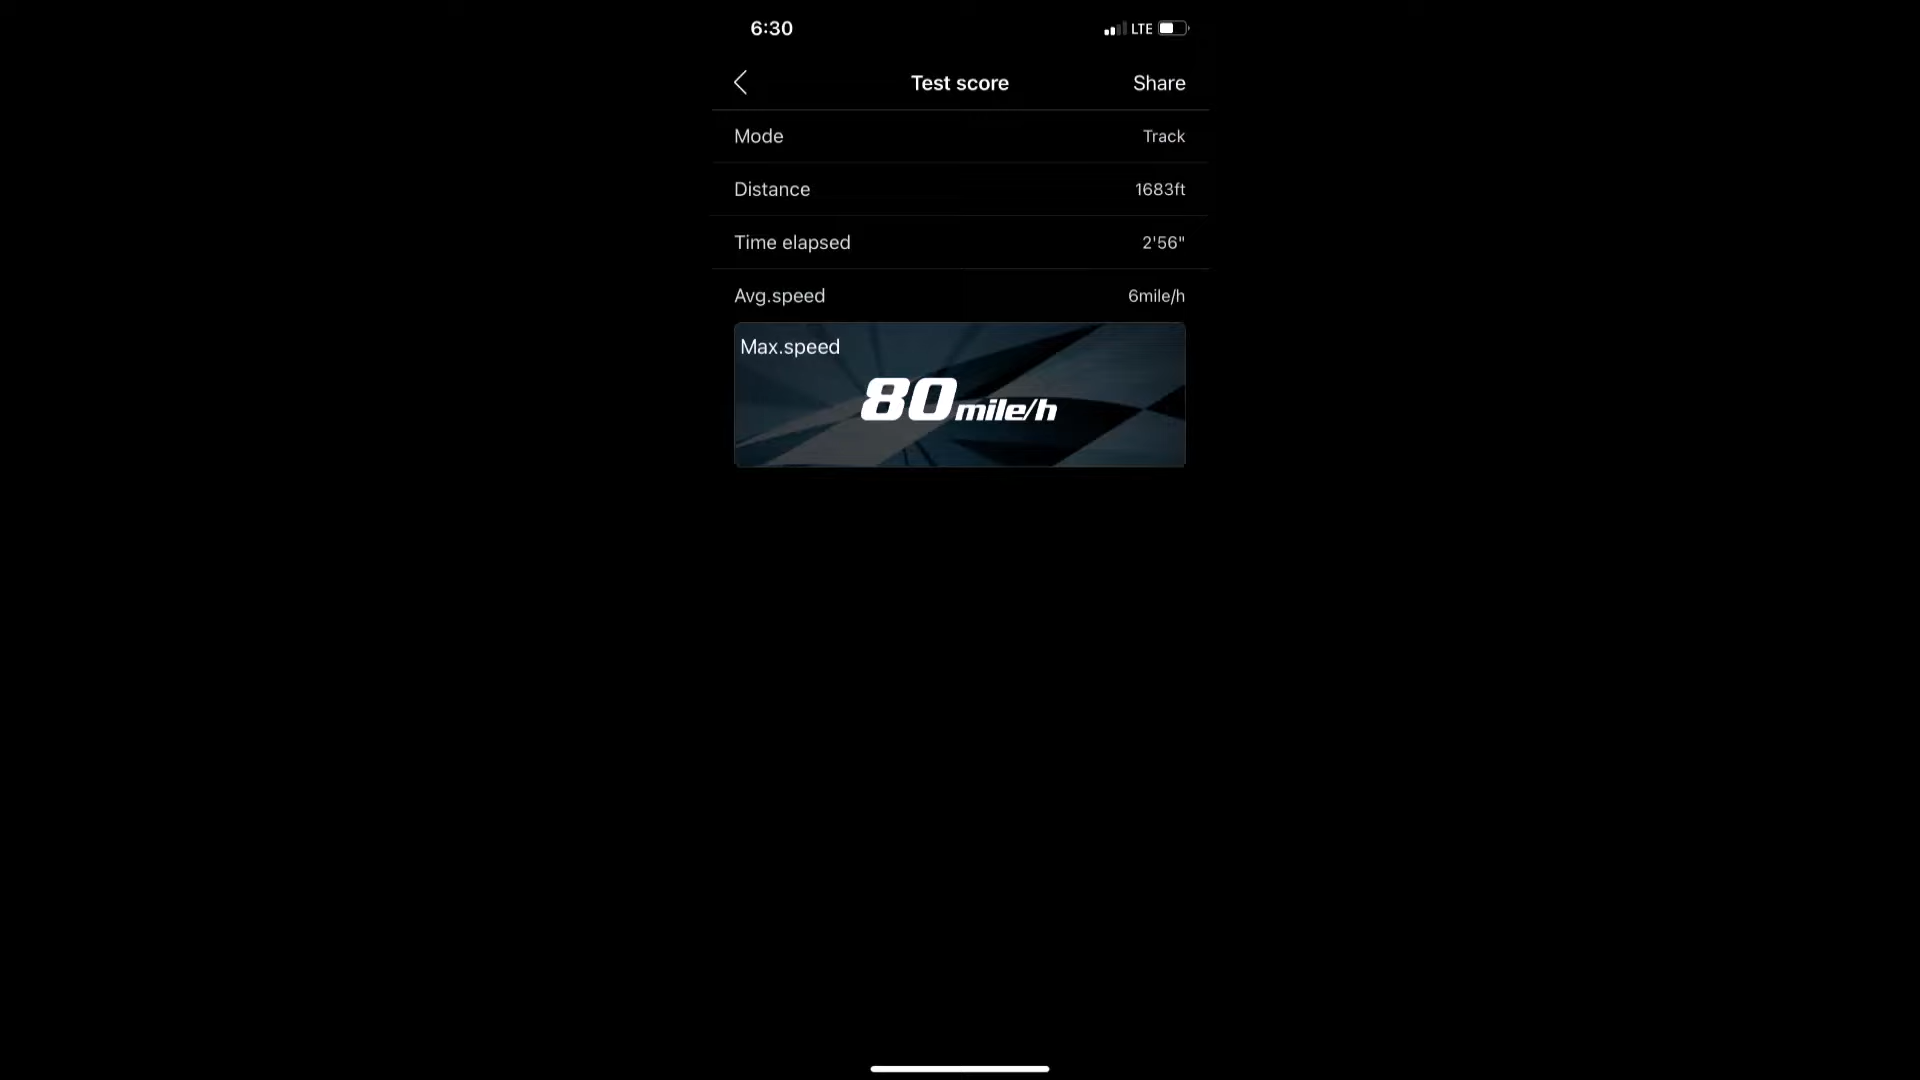 6:30 LTE
Test score Share
Mode Track
Distance 1683ft
Time elapsed 2'56"
Avg.speed 6mile/h
Max.speed
80mile/h